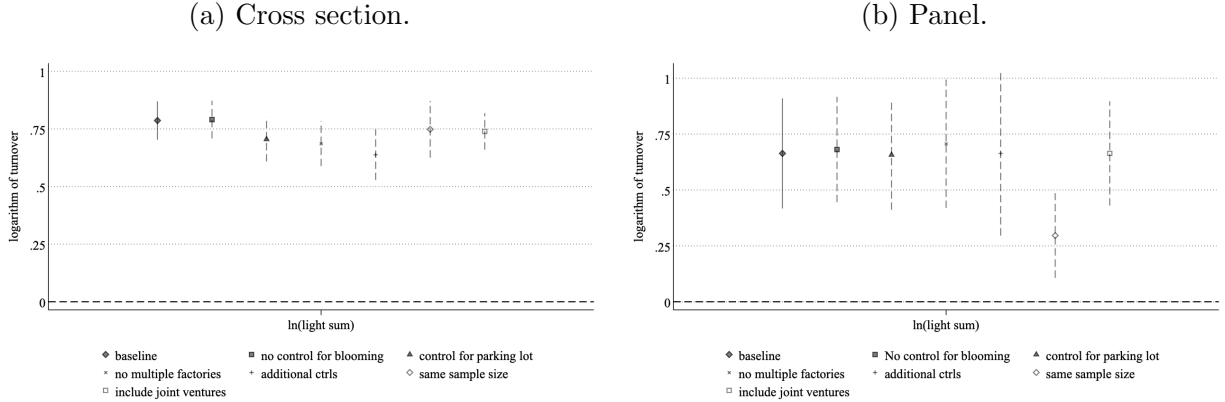 (a) Cross section.
1
.75
.5
.25
0
logarithm of turnover
ln(light sum)
baseline no control for blooming control for parking lot
no multiple factories additional ctrls same sample size
include joint ventures
(b) Panel.
1
.75
.5
.25
0
logarithm of turnover
ln(light sum)
baseline No control for blooming control for parking lot
no multiple factories additional ctrls same sample size
include joint ventures